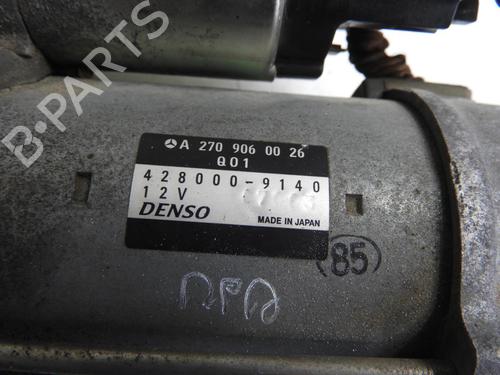 A 270 906 00 26
Q01
428000-9140
12V
DENSO
MADE IN JAPAN
85
B-PARTS